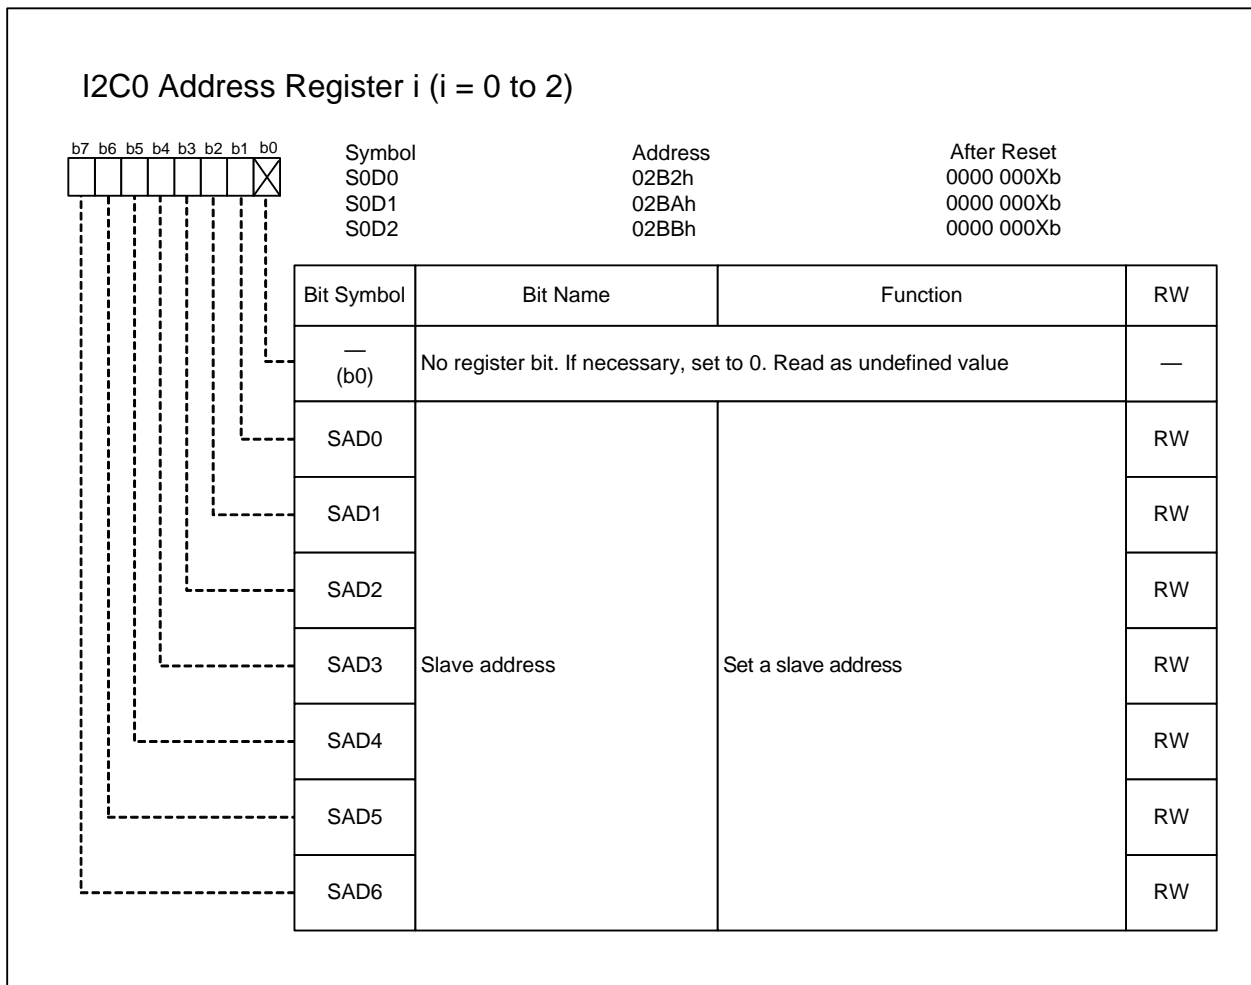 I2C0 Address Register i (i = 0 to 2)
b7 b6 b5 b4 b3 b2 b1 b0
Symbol Address After Reset
S0D0 02B2h 0000 000Xb
S0D1 02BAh 0000 000Xb
S0D2 02BBh 0000 000Xb
Bit Symbol Bit Name Function RW
—
(b0)
No register bit. If necessary, set to 0. Read as undefined value —
SAD0 RW
SAD1 RW
SAD2 RW
SAD3 Slave address Set a slave address RW
SAD4 RW
SAD5 RW
SAD6 RW